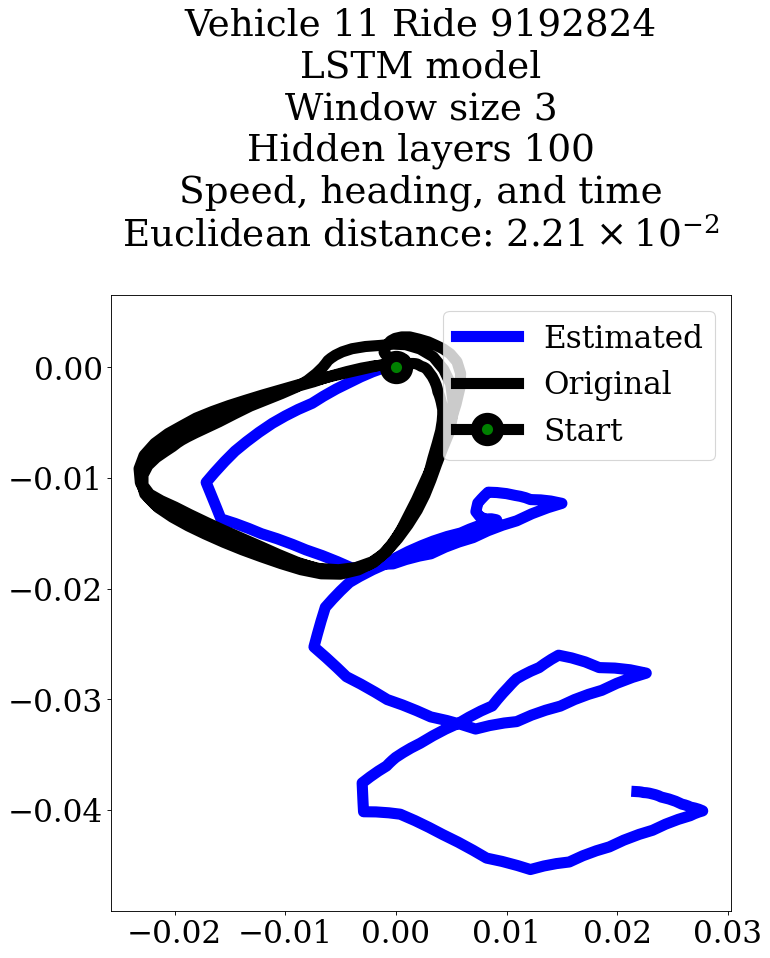 Vehicle 11 Ride 9192824
LSTM model
Window size 3
Hidden layers 100
Speed, heading, and time
Euclidean distance: 2.21 × 10⁻²
Estimated
Original
Start
0.00
−0.01
−0.02
−0.03
−0.04
−0.02 −0.01 0.00 0.01 0.02 0.03